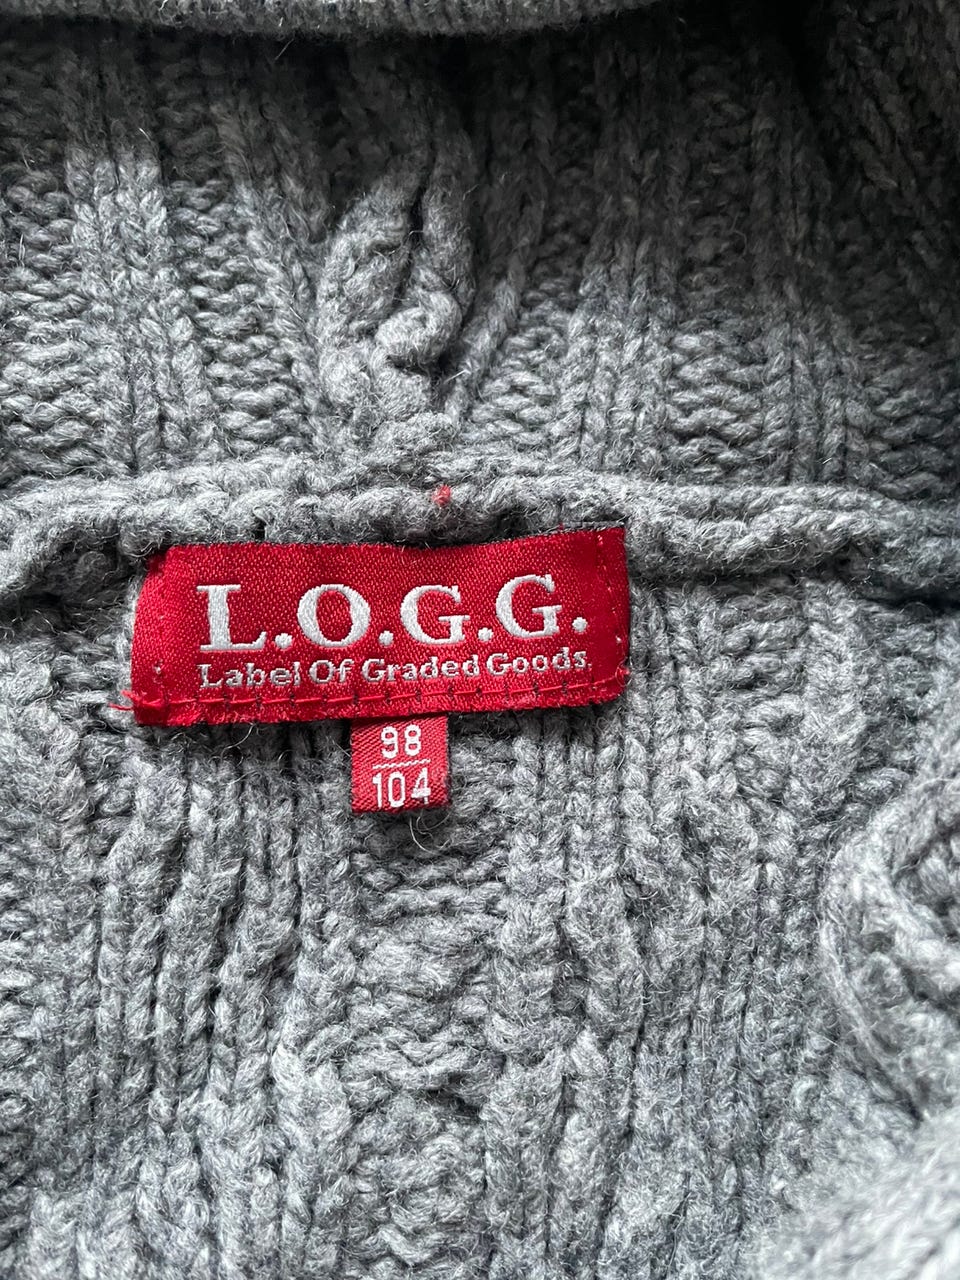 L.O.G.G.
Label Of Graded Goods.
98
104